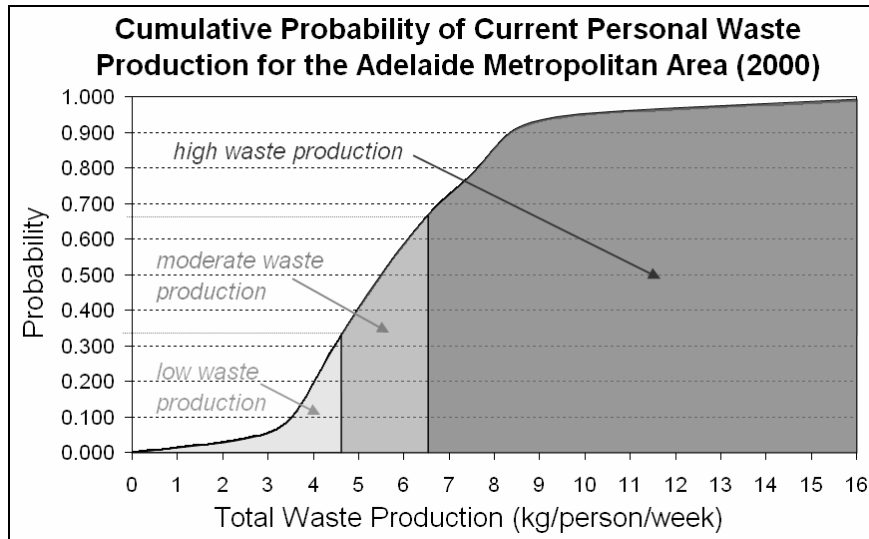 Cumulative Probability of Current Personal Waste
Production for the Adelaide Metropolitan Area (2000)
Probability
1.000
0.900
0.800
0.700
0.600
0.500
0.400
0.300
0.200
0.100
0.000
high waste production
moderate waste
production
low waste
production
0 1 2 3 4 5 6 7 8 9 10 11 12 13 14 15 16
Total Waste Production (kg/person/week)